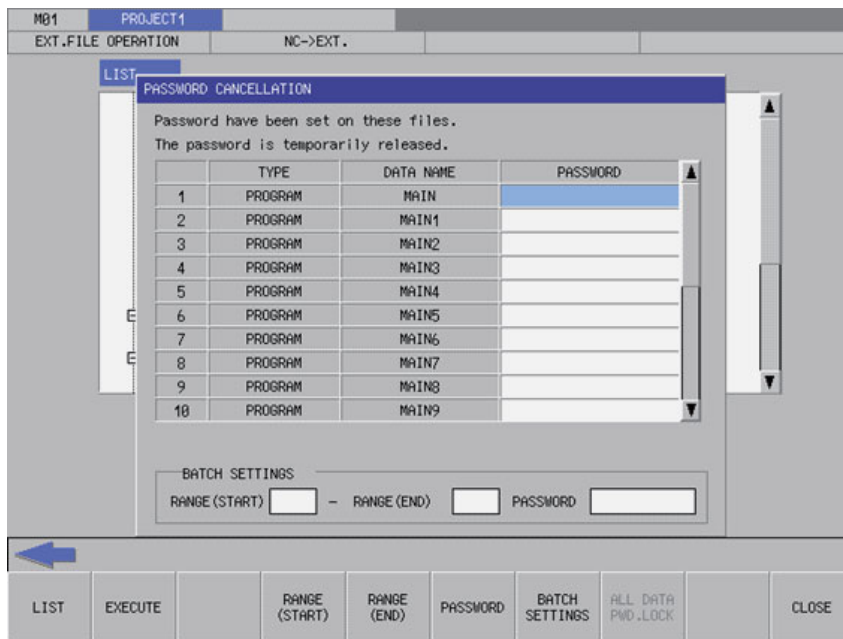 M01 PROJECT1
EXT.FILE OPERATION NC->EXT.
LIST
PASSWORD CANCELLATION
Password have been set on these files.
The password is temporarily released.
TYPE DATA NAME PASSWORD
1 PROGRAM MAIN
2 PROGRAM MAIN1
3 PROGRAM MAIN2
4 PROGRAM MAIN3
5 PROGRAM MAIN4
6 PROGRAM MAIN5
7 PROGRAM MAIN6
8 PROGRAM MAIN7
9 PROGRAM MAIN8
10 PROGRAM MAIN9
BATCH SETTINGS
RANGE(START) - RANGE(END) PASSWORD
LIST EXECUTE RANGE (START) RANGE (END) PASSWORD BATCH SETTINGS ALL DATA PWD.LOCK CLOSE